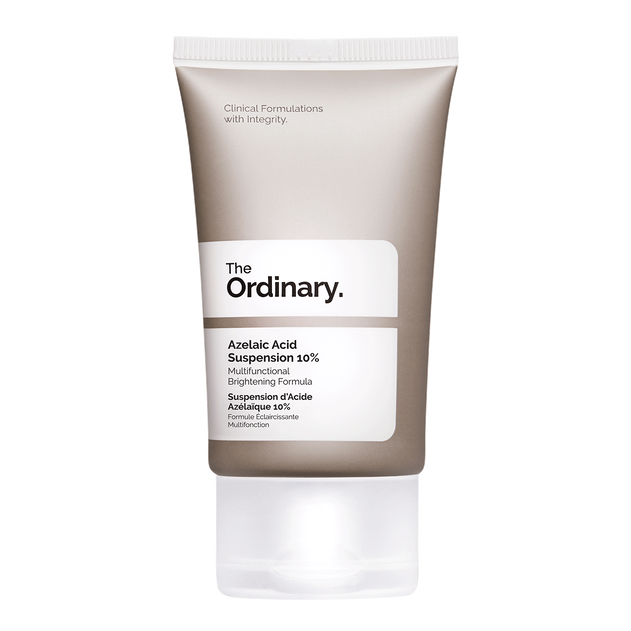 Clinical Formulations
with Integrity.
The
Ordinary.
Azelaic Acid
Suspension 10%
Multifunctional
Brightening Formula
Suspension d'Acide
Azélaïque 10%
Formule Éclaircissante
Multifonction